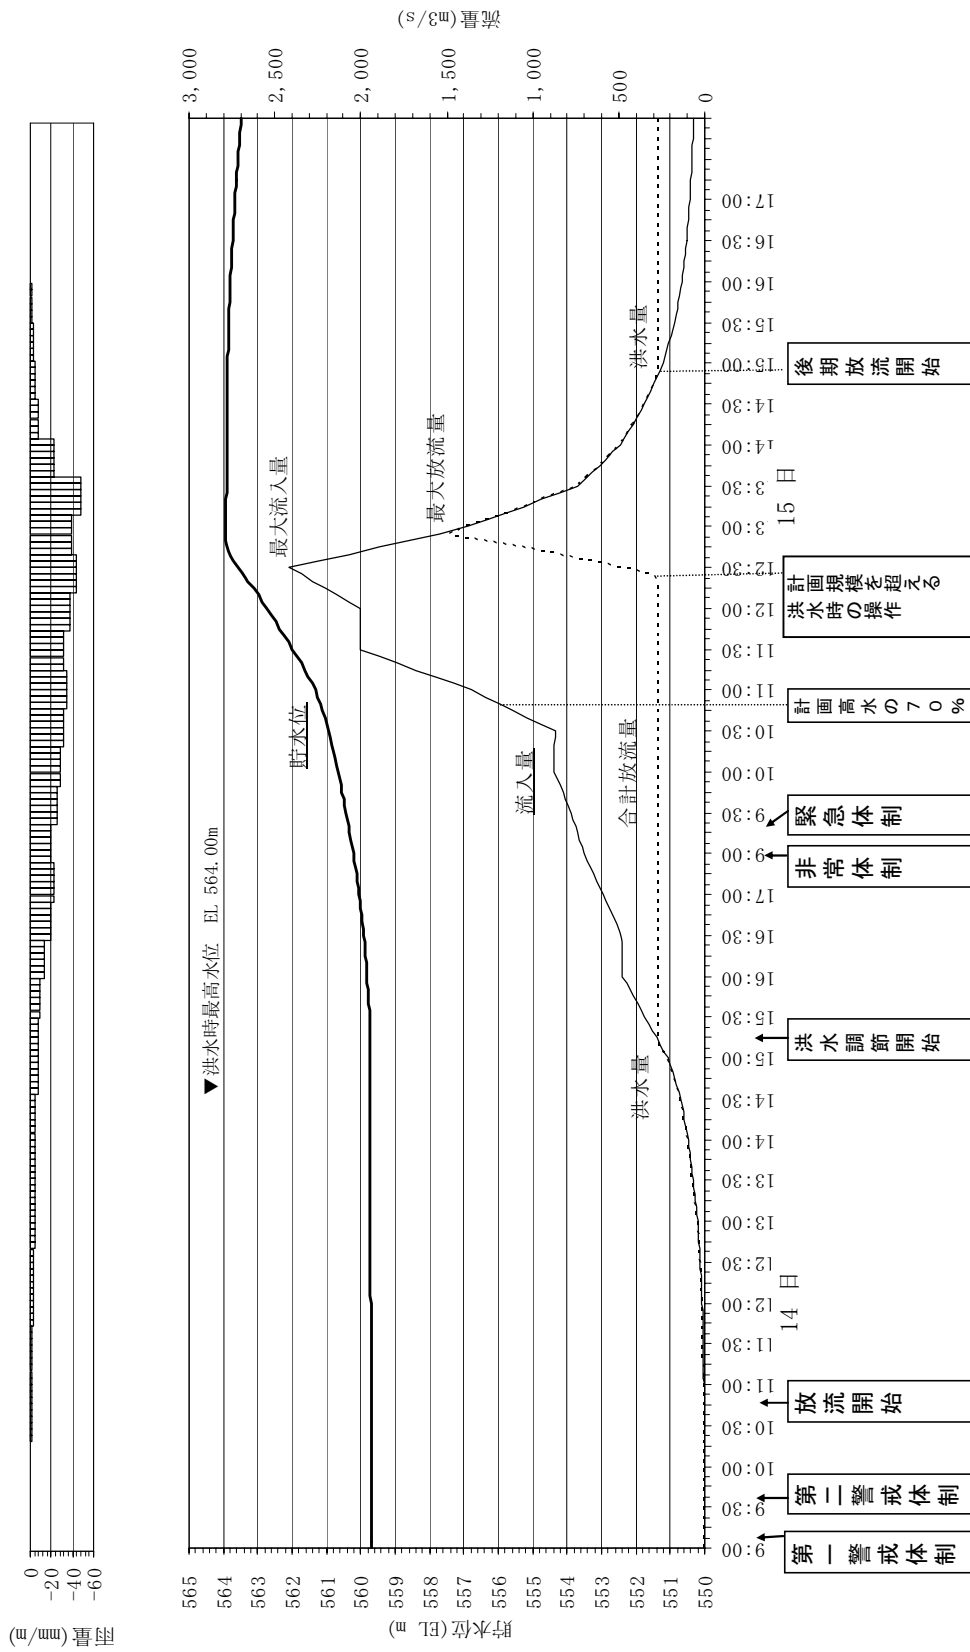 雨量(mm/m)
0
-20
-40
-60
流量(m3/s)
3,000
2,500
2,000
1,500
1,000
500
0
貯水位(EL m)
565
564
563
562
561
560
559
558
557
556
555
554
553
552
551
550
▼洪水時最高水位 EL 564.00m
貯水位
最大流入量
最大放流量
流入量
合計放流量
洪水量
洪水量
9:00
9:30
10:00
10:30
11:00
11:30
12:00
12:30
13:00
13:30
14:00
14:30
15:00
15:30
16:00
16:30
17:00
9:00
9:30
10:00
10:30
11:00
11:30
12:00
12:30
3:00
3:30
14:00
14:30
15:00
15:30
16:00
16:30
17:00
14 日
15 日
第一警戒体制
第二警戒体制
放流開始
洪水調節開始
非常体制
緊急体制
計画高水の70%
計画規模を超える
洪水時の操作
後期放流開始